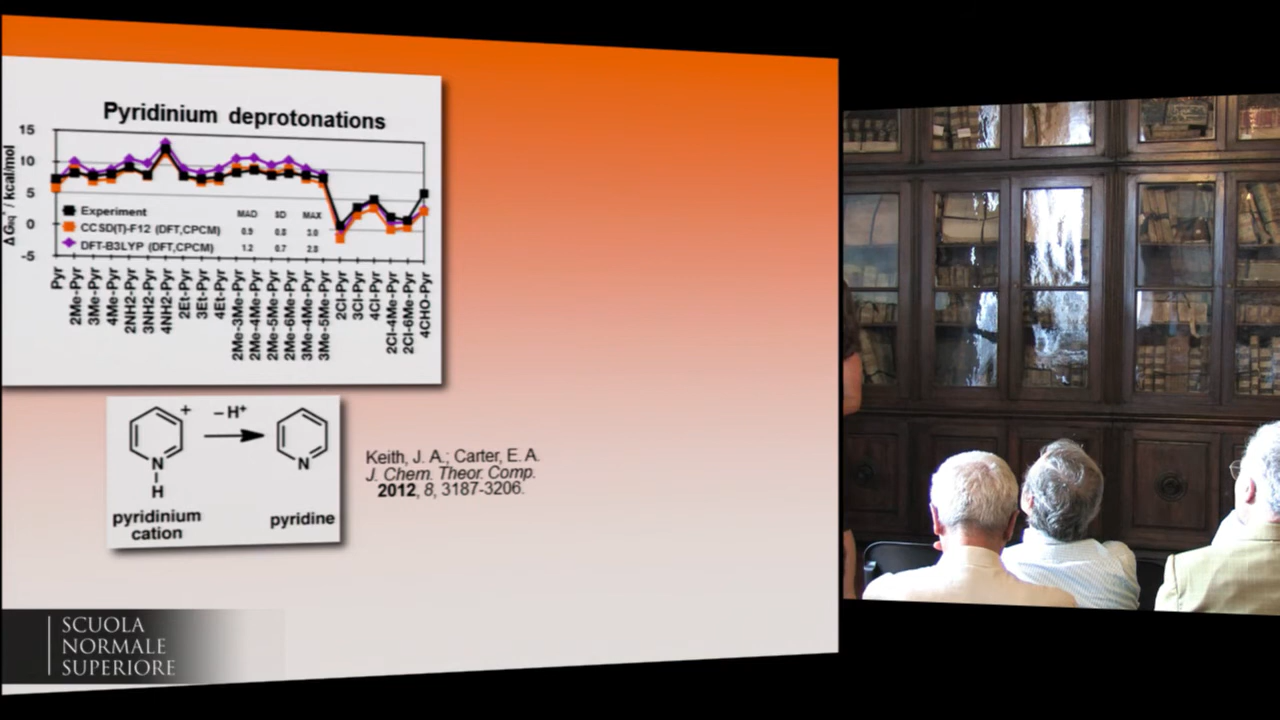 Pyridinium deprotonations
15
10
5
0
-5
/ kcal/mol
Experiment
CCSD(T)-F12 (DFT,CPCM)
DFT-B3LYP (DFT,CPCM)
MAD SD MAX
0.9 0.8 3.0
1.2 0.7 2.8
Pyr
2Me-Pyr
3Me-Pyr
4Me-Pyr
2NH2-Pyr
3NH2-Pyr
4NH2-Pyr
2Et-Pyr
3Et-Pyr
4Et-Pyr
2Me-3Me-Pyr
2Me-4Me-Pyr
2Me-5Me-Pyr
2Me-6Me-Pyr
3Me-4Me-Pyr
3Me-5Me-Pyr
2Cl-Pyr
3Cl-Pyr
4Cl-Pyr
2Cl-4Me-Pyr
2Cl-6Me-Pyr
4CHO-Pyr
+
–H+
N
H
N
pyridinium
cation
pyridine
Keith, J. A.; Carter, E. A.
J. Chem. Theor. Comp.
2012, 8, 3187-3206.
SCUOLA
NORMALE
SUPERIORE